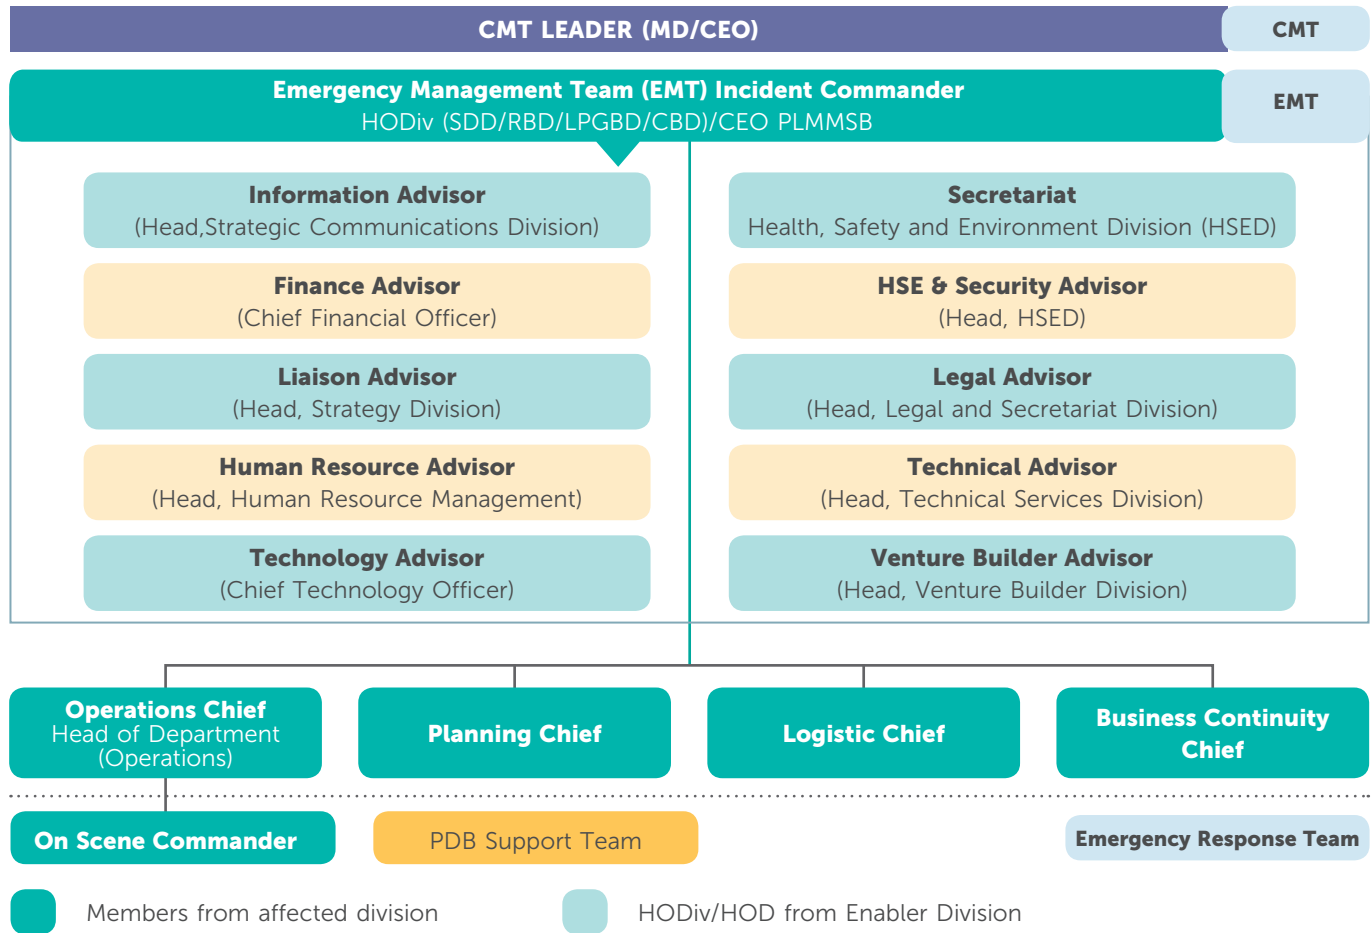 CMT LEADER (MD/CEO)
CMT
Emergency Management Team (EMT) Incident Commander
HODiv (SDD/RBD/LPGBD/CBD)/CEO PLMMSB
EMT
Information Advisor
(Head,Strategic Communications Division)
Secretariat
Health, Safety and Environment Division (HSED)
Finance Advisor
(Chief Financial Officer)
HSE & Security Advisor
(Head, HSED)
Liaison Advisor
(Head, Strategy Division)
Legal Advisor
(Head, Legal and Secretariat Division)
Human Resource Advisor
(Head, Human Resource Management)
Technical Advisor
(Head, Technical Services Division)
Technology Advisor
(Chief Technology Officer)
Venture Builder Advisor
(Head, Venture Builder Division)
Operations Chief
Head of Department
(Operations)
Planning Chief
Logistic Chief
Business Continuity
Chief
On Scene Commander
PDB Support Team
Emergency Response Team
Members from affected division
HODiv/HOD from Enabler Division